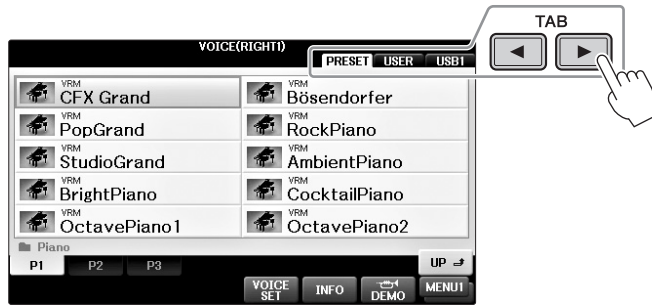 TAB
VOICE(RIGHT1)
PRESET USER USB1
VRM VRM
CFX Grand Bösendorfer
VRM VRM
PopGrand RockPiano
VRM VRM
StudioGrand AmbientPiano
VRM VRM
BrightPiano CocktailPiano
VRM VRM
OctavePiano1 OctavePiano2
Piano
P1 P2 P3 UP
VOICE SET INFO DEMO MENU1